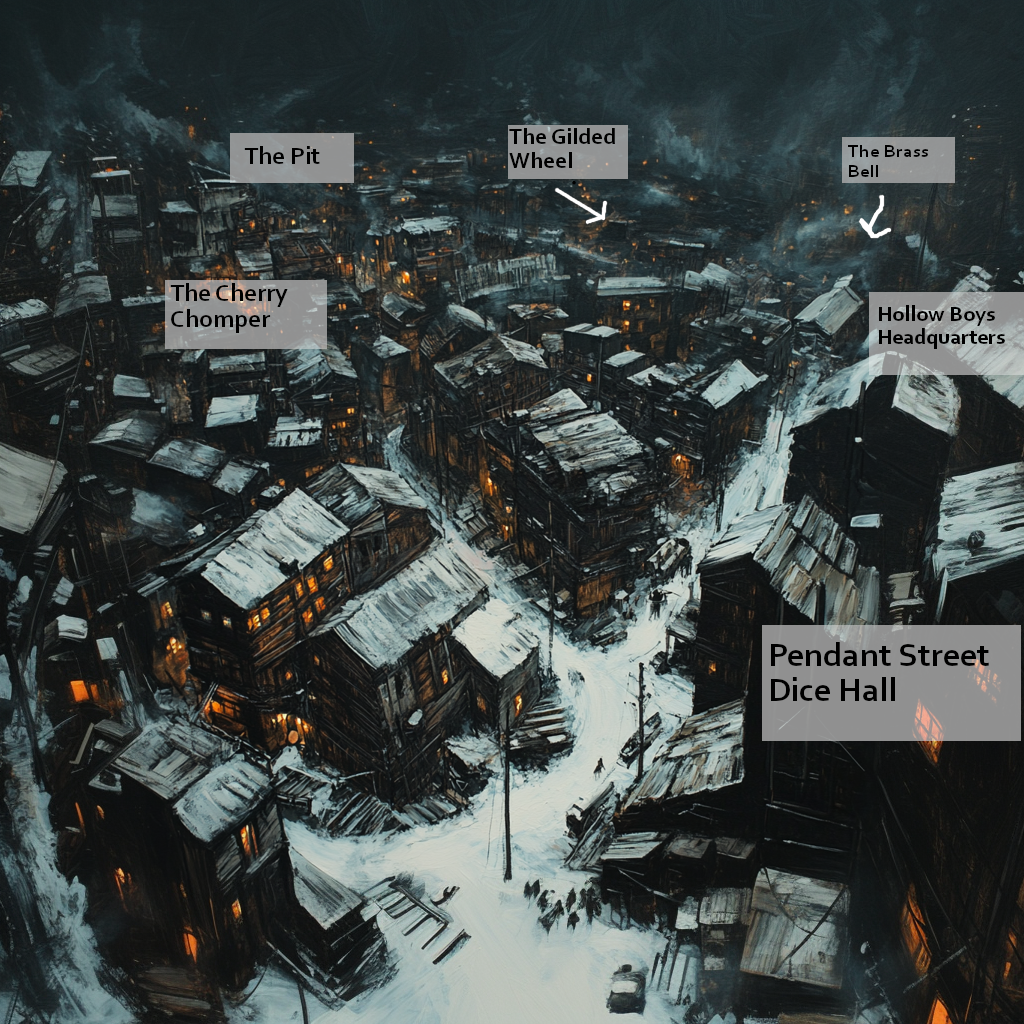 The Pit
The Gilded
Wheel
The Brass
Bell
The Cherry
Chomper
Hollow Boys
Headquarters
Pendant Street
Dice Hall